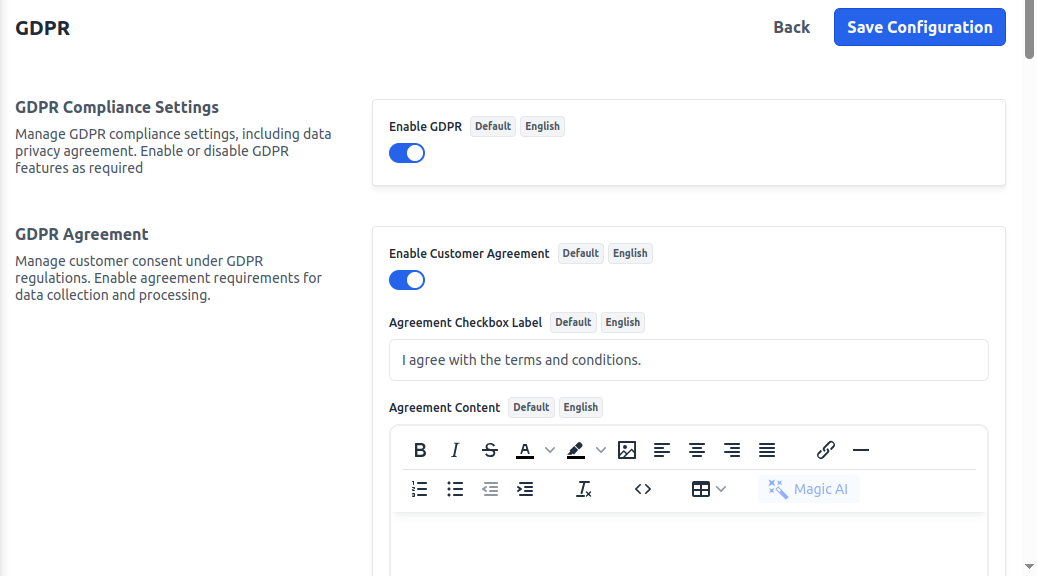 GDPR
Back
Save Configuration
GDPR Compliance Settings
Manage GDPR compliance settings, including data
privacy agreement. Enable or disable GDPR
features as required
Enable GDPR Default English
GDPR Agreement
Manage customer consent under GDPR
regulations. Enable agreement requirements for
data collection and processing.
Enable Customer Agreement Default English
Agreement Checkbox Label Default English
I agree with the terms and conditions.
Agreement Content Default English
Magic AI